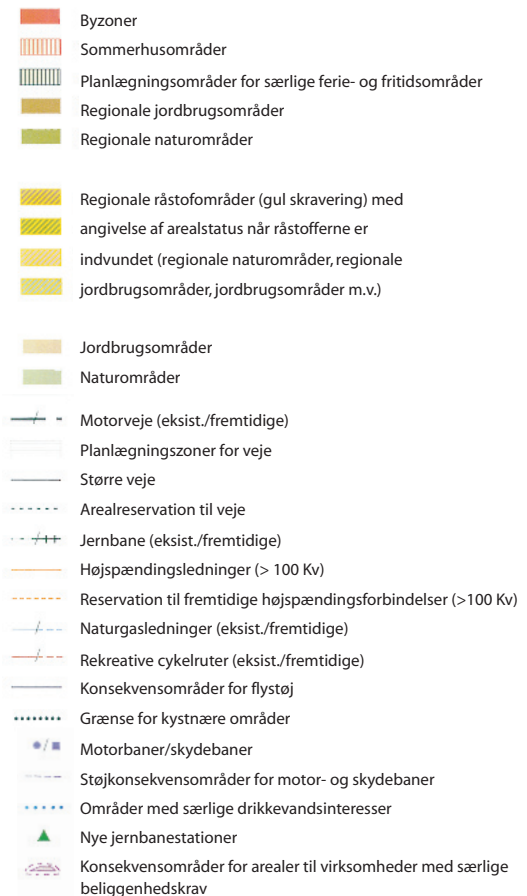 Byzoner
Sommerhusområder
Planlægningsområder for særlige ferie- og fritidsområder
Regionale jordbrugsområder
Regionale naturområder
Regionale råstofområder (gul skravering) med
angivelse af arealstatus når råstofferne er
indvundet (regionale naturområder, regionale
jordbrugsområder, jordbrugsområder m.v.)
Jordbrugsområder
Naturområder
Motorveje (eksist./fremtidige)
Planlægningszoner for veje
Større veje
Arealreservation til veje
Jernbane (eksist./fremtidige)
Højspændingsledninger (> 100 Kv)
Reservation til fremtidige højspændingsforbindelser (>100 Kv)
Naturgasledninger (eksist./fremtidige)
Rekreative cykelruter (eksist./fremtidige)
Konsekvensområder for flystøj
Grænse for kystnære områder
Motorbaner/skydebaner
Støjkonsekvensområder for motor- og skydebaner
Områder med særlige drikkevandsinteresser
Nye jernbanestationer
Konsekvensområder for arealer til virksomheder med særlige
beliggenhedskrav